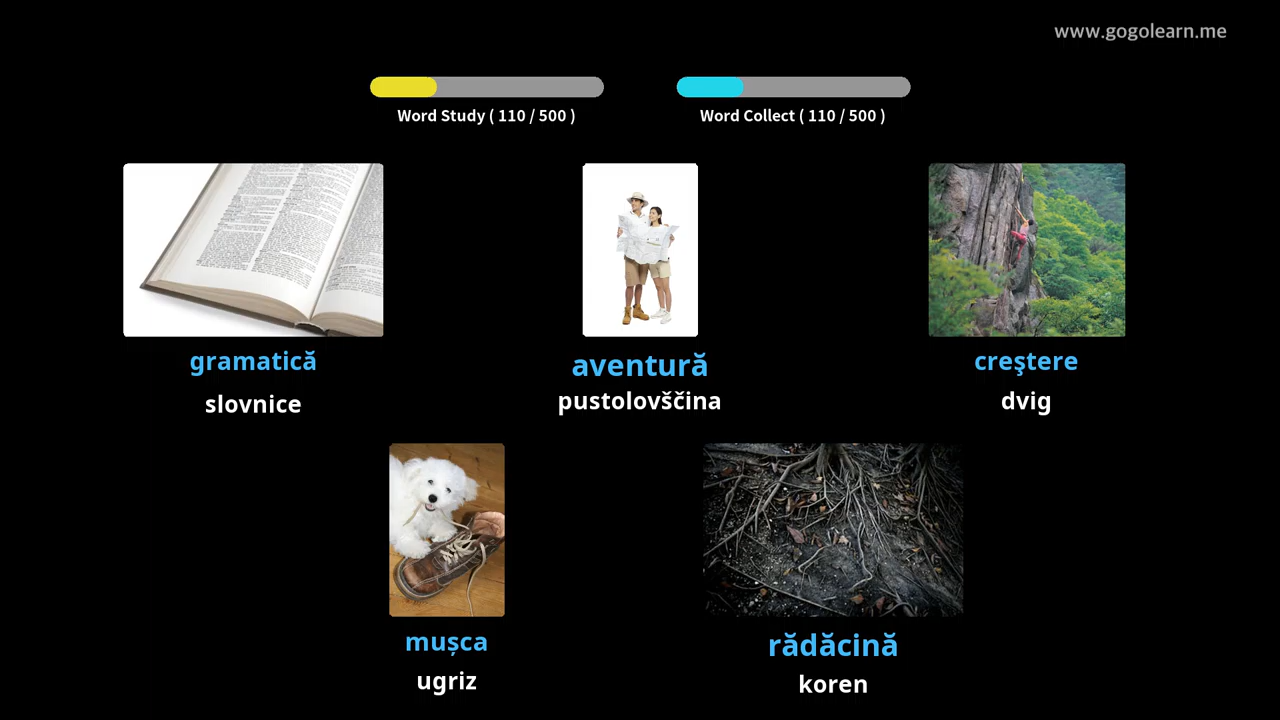 www.gogolearn.me
Word Study ( 110 / 500 )
Word Collect ( 110 / 500 )
gramatică
slovnice
aventură
pustolovščina
creştere
dvig
mușca
ugriz
rădăcină
koren